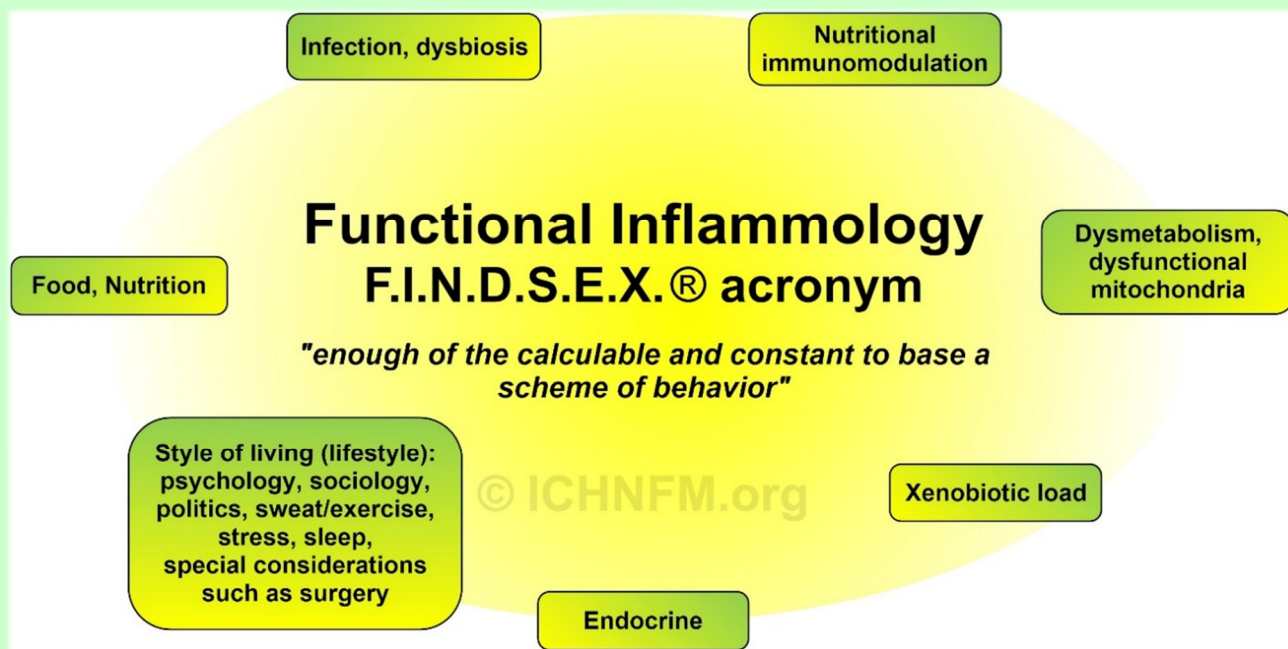 Infection, dysbiosis
Nutritional
immunomodulation
Functional Inflammology
F.I.N.D.S.E.X.® acronym
"enough of the calculable and constant to base a
scheme of behavior"
Food, Nutrition
Dysmetabolism,
dysfunctional
mitochondria
Style of living (lifestyle):
psychology, sociology,
politics, sweat/exercise,
stress, sleep,
special considerations
such as surgery
© ICHNFM.org
Xenobiotic load
Endocrine